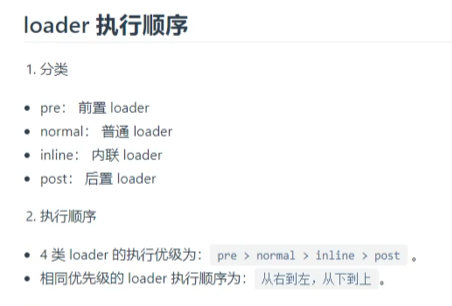 loader 执行顺序
1. 分类
• pre： 前置 loader
• normal： 普通 loader
• inline： 内联 loader
• post： 后置 loader
2. 执行顺序
• 4 类 loader 的执行优级为： pre > normal > inline > post 。
• 相同优先级的 loader 执行顺序为： 从右到左，从下到上 。